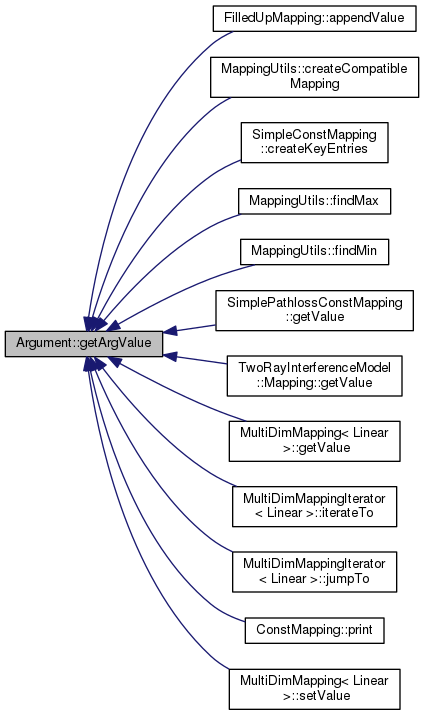 FilledUpMapping::appendValue
MappingUtils::createCompatible
Mapping
SimpleConstMapping
::createKeyEntries
MappingUtils::findMax
MappingUtils::findMin
SimplePathlossConstMapping
::getValue
Argument::getArgValue
TwoRayInterferenceModel
::Mapping::getValue
MultiDimMapping< Linear
>::getValue
MultiDimMappingIterator
< Linear >::iterateTo
MultiDimMappingIterator
< Linear >::jumpTo
ConstMapping::print
MultiDimMapping< Linear
>::setValue